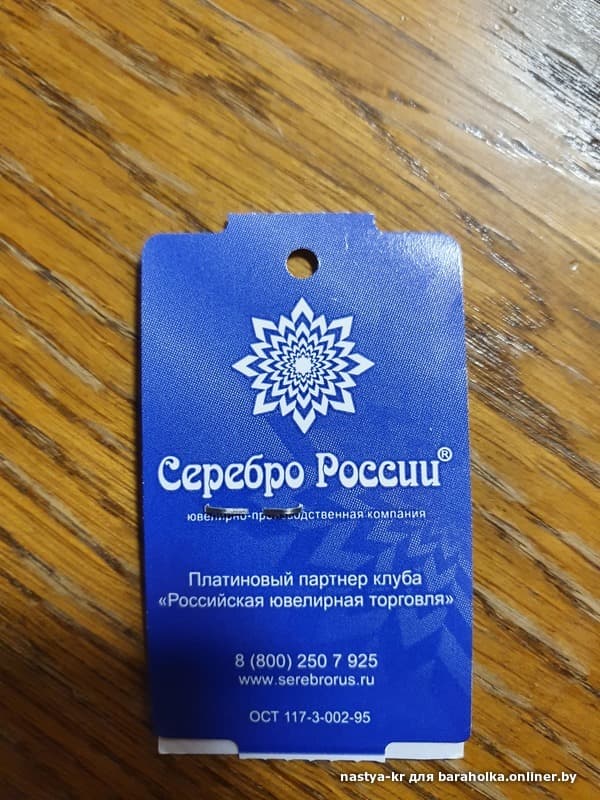 Серебро России®
ювелирно-производственная компания
Платиновый партнер клуба
«Российская ювелирная торговля»
8 (800) 250 7 925
www.serebrorus.ru
ОСТ 117-3-002-95
nastya-kr для baraholka.onliner.by